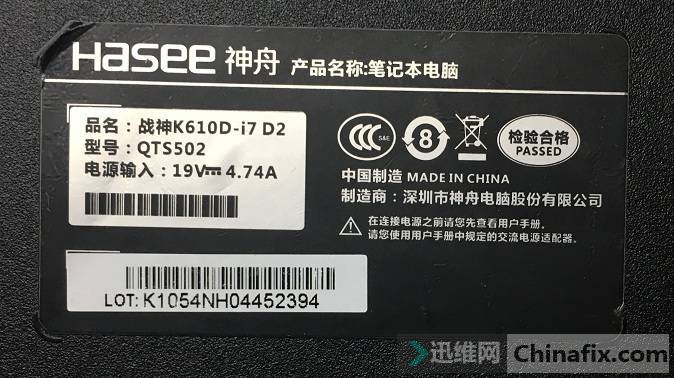 Hasee 神舟 产品名称:笔记本电脑
品名：战神K610D-i7 D2
型号：QTS502
电源输入：19V⎓4.74A
CCC S&E
8
检验合格
PASSED
中国制造 MADE IN CHINA
制造商：深圳市神舟电脑股份有限公司
在连接电源之前请先查看用户手册。
请您使用用户手册中规定的交流电源适配器。
LOT: K1054NH04452394
迅维网 Chinafix.com